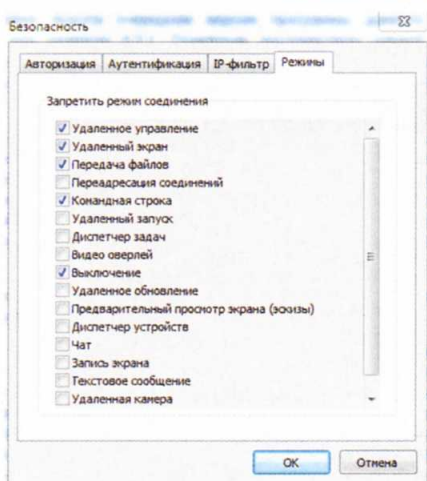 Безопасность
Авторизация Аутентификация IP-фильтр Режимы
Запретить режим соединения
Удаленное управление
Удаленный экран
Передача файлов
Переадресация соединений
Командная строка
Удаленный запуск
Диспетчер задач
Видео оверлей
Выключение
Удаленное обновление
Предварительный просмотр экрана (эскизы)
Диспетчер устройств
Чат
Запись экрана
Текстовое сообщение
Удаленная камера
OK Отмена